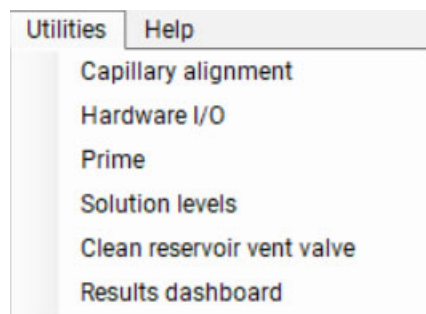 Utilities Help
Capillary alignment
Hardware I/O
Prime
Solution levels
Clean reservoir vent valve
Results dashboard